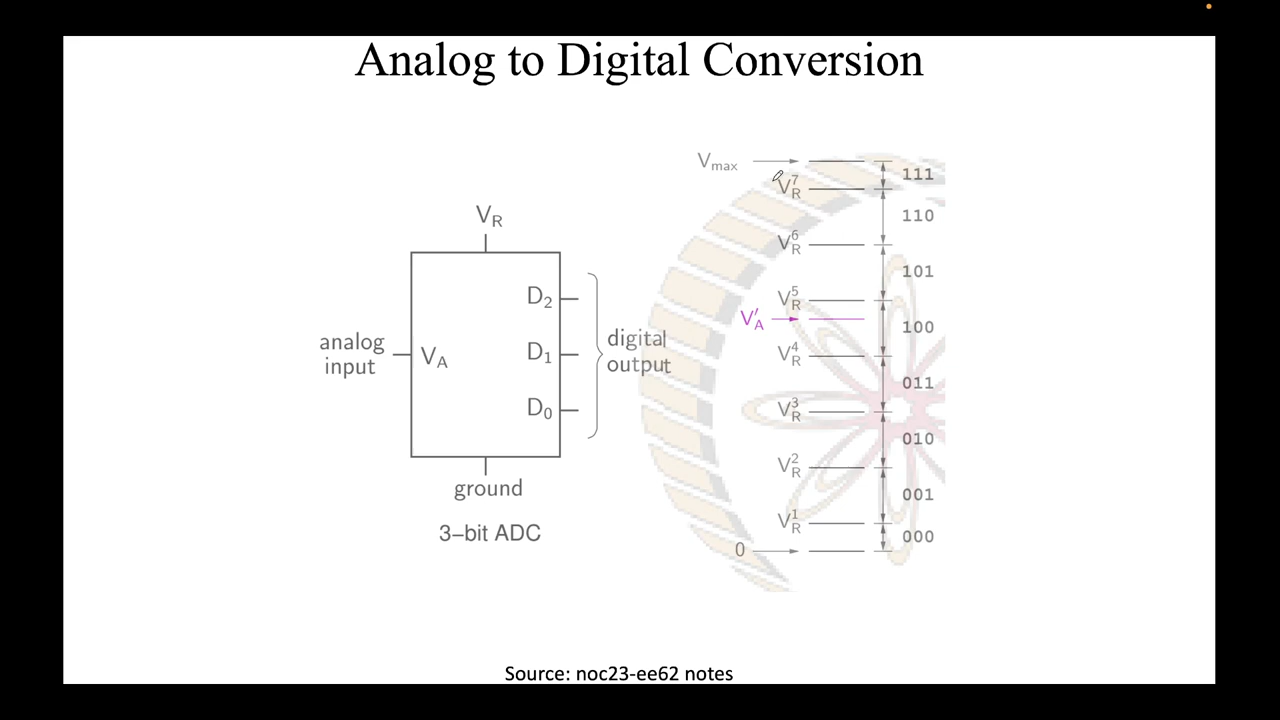 Analog to Digital Conversion
V_R
analog
input
V_A
D_2
D_1
D_0
digital
output
ground
3–bit ADC
V_max
V_R^7
V_R^6
V_R^5
V_A′
V_R^4
V_R^3
V_R^2
V_R^1
0
111
110
101
100
011
010
001
000
Source: noc23-ee62 notes